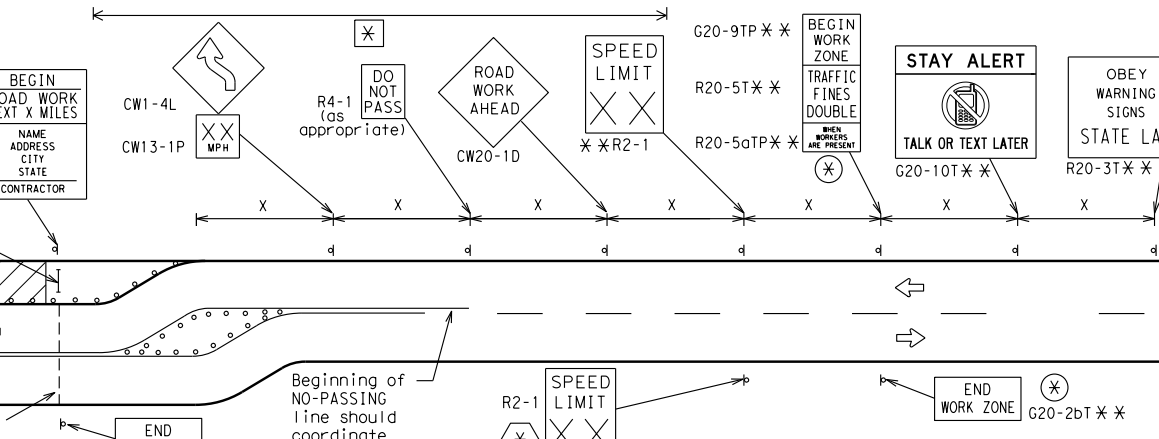 BEGIN
ROAD WORK
NEXT X MILES
NAME
ADDRESS
CITY
STATE
CONTRACTOR
CW1-4L
CW13-1P
XX
MPH
*
R4-1
(as
appropriate)
DO
NOT
PASS
ROAD
WORK
AHEAD
CW20-1D
SPEED
LIMIT
X X
**R2-1
G20-9TP**
R20-5T**
R20-5aTP**
BEGIN
WORK
ZONE
TRAFFIC
FINES
DOUBLE
WHEN
WORKERS
ARE PRESENT
*
STAY ALERT
TALK OR TEXT LATER
G20-10T**
OBEY
WARNING
SIGNS
STATE LA
R20-3T**
X X X X X X X
Beginning of
NO-PASSING
line should
coordinate
R2-1
*
SPEED
LIMIT
XX
END
WORK ZONE
*
G20-2bT**
END